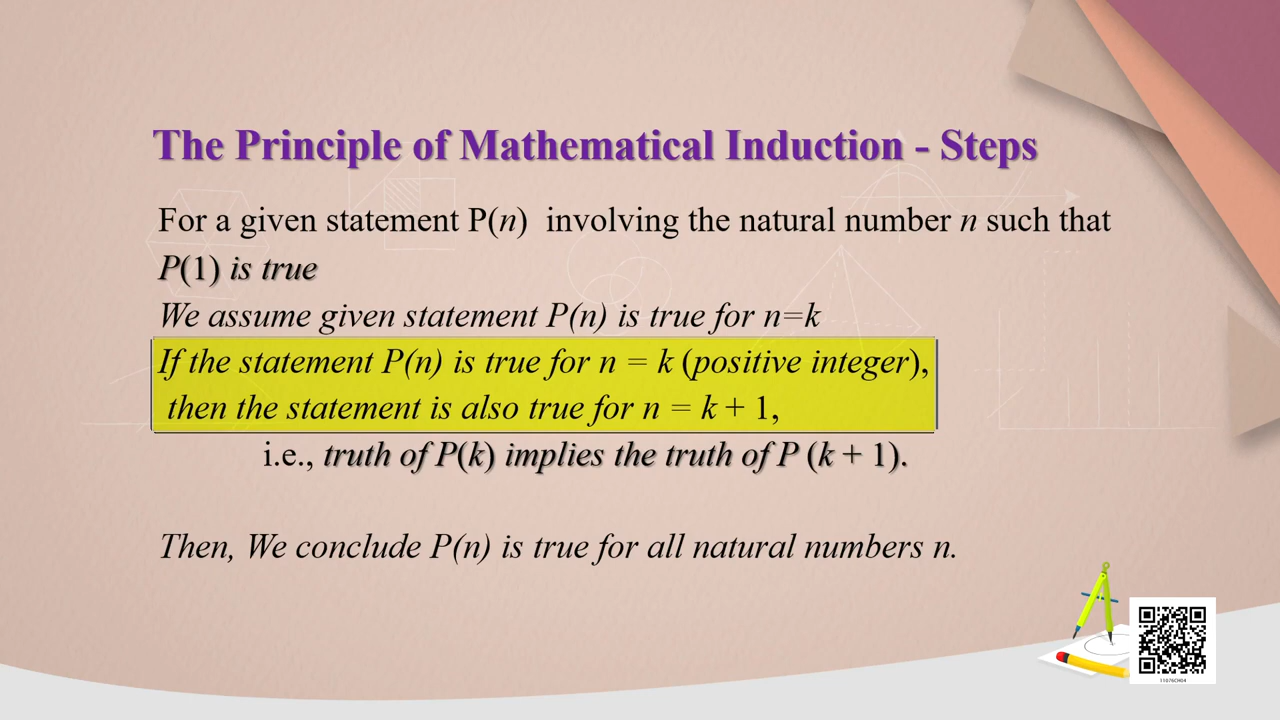 The Principle of Mathematical Induction - Steps
For a given statement P(n) involving the natural number n such that
P(1) is true
We assume given statement P(n) is true for n=k
If the statement P(n) is true for n = k (positive integer),
then the statement is also true for n = k + 1,
i.e., truth of P(k) implies the truth of P (k + 1).
Then, We conclude P(n) is true for all natural numbers n.
11076CH04